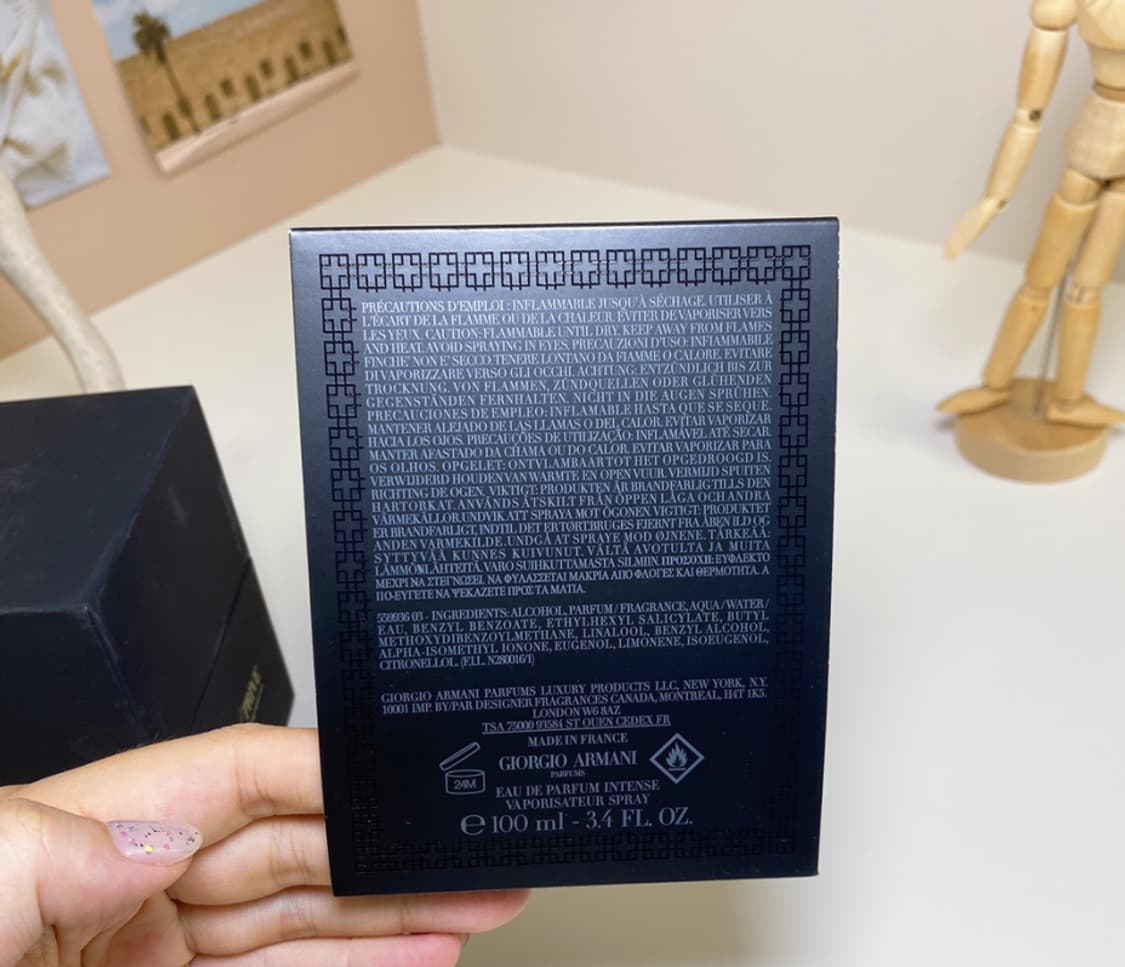 PRÉCAUTIONS D'EMPLOI : INFLAMMABLE JUSQU'À SÉCHAGE. UTILISER À
L'ÉCART DE LA FLAMME OU DE LA CHALEUR. ÉVITER DE VAPORISER VERS
LES YEUX. CAUTION: FLAMMABLE UNTIL DRY. KEEP AWAY FROM FLAMES
AND HEAT. AVOID SPRAYING IN EYES. PRECAUZIONI D'USO: INFIAMMABILE
FINCHE' NON E' SECCO TENERE LONTANO DA FIAMME O CALORE. EVITARE
VAPORIZZARE VERSO GLI OCCHI. ACHTUNG: ENTZÜNDLICH BIS ZUR
TROCKNUNG. VON FLAMMEN, ZÜNDQUELLEN ODER GLÜHENDEN
GEGENSTÄNDEN FERNHALTEN. NICHT IN DIE AUGEN SPRÜHEN.
PRECAUCIONES DE EMPLEO: INFLAMABLE HASTA QUE SE SEQUE.
MANTENER ALEJADO DE LAS LLAMAS O DEL CALOR. EVITAR VAPORIZAR
HACIA LOS OJOS. PRECAUÇÕES DE UTILIZAÇÃO: INFLAMÁVEL ATÉ SECAR.
MANTER AFASTADO DA CHAMA OU DO CALOR. EVITAR VAPORIZAR PARA
OS OLHOS. OPGELET: ONTVLAMBAAR TOT HET OPGEDROOGD IS.
VERWIJDERD HOUDEN VAN WARMTE EN OPEN VUUR. VERMIJD SPUITEN
RICHTING DE OGEN. VIKTIGT: PRODUKTEN ÄR BRANDFARLIG TILLS DEN
HAR TORKAT. ANVÄNDS ÅTSKILT FRÅN ÖPPEN LÅGA OCH ANDRA
VÄRMEKÄLLOR. UNDVIK ATT SPRAYA MOT ÖGONEN. VIGTIGT: PRODUKTET
ER BRANDFARLIGT, INDTIL DET ER TØRT. BRUGES FJERNT FRA ÅBEN ILD OG
ANDEN VARMEKILDE. UNDGÅ AT SPRAYE MOD ØJNENE. TÄRKEÄÄ:
SYTTYVÄÄ KUNNES KUIVUNUT. VÄLTÄ AVOTULTA JA MUITA
LÄMMÖNLÄHTEITÄ. VARO SUIHKUTTAMASTA SILMIIN. ΠΡΟΣΟΧΗ: ΕΥΦΛΕΚΤΟ
ΜΕΧΡΙ ΝΑ ΣΤΕΓΝΩΣΕΙ. ΝΑ ΦΥΛΑΣΣΕΤΑΙ ΜΑΚΡΙΑ ΑΠΟ ΦΛΟΓΕΣ ΚΑΙ ΘΕΡΜΟΤΗΤΑ. Α
ΠΟ-ΕΥΓΕΤΕ ΝΑ ΨΕΚΑΖΕΤΕ ΠΡΟΣ ΤΑ ΜΑΤΙΑ.
559936 03 - INGREDIENTS: ALCOHOL, PARFUM / FRAGRANCE, AQUA / WATER /
EAU, BENZYL BENZOATE, ETHYLHEXYL SALICYLATE, BUTYL
METHOXYDIBENZOYLMETHANE, LINALOOL, BENZYL ALCOHOL,
ALPHA-ISOMETHYL IONONE, EUGENOL, LIMONENE, ISOEUGENOL,
CITRONELLOL. (F.I.L. N280016/1)
GIORGIO ARMANI PARFUMS LUXURY PRODUCTS LLC, NEW YORK, N.Y.
10001 IMP. BY/PAR DESIGNER FRAGRANCES CANADA, MONTREAL, H4T 1K5.
LONDON W6 8AZ
TSA 75000 93584 ST OUEN CEDEX FR
MADE IN FRANCE
GIORGIO ARMANI
PARFUMS
24M
EAU DE PARFUM INTENSE
VAPORISATEUR SPRAY
℮ 100 ml - 3.4 FL. OZ.